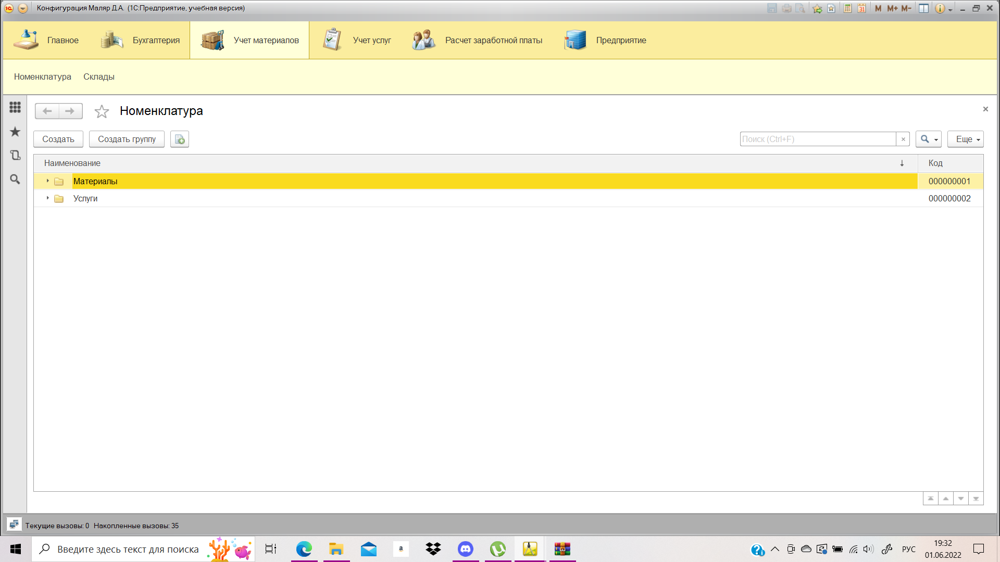 Конфигурация Маляр Д.А. (1С:Предприятие, учебная версия)
M M+ M-
Главное
Бухгалтерия
Учет материалов
Учет услуг
Расчет заработной платы
Предприятие
Номенклатура Склады
Номенклатура
Создать
Создать группу
Поиск (Ctrl+F)
Еще
Наименование
Код
Материалы
000000001
Услуги
000000002
Текущие вызовы: 0 Накопленные вызовы: 35
Введите здесь текст для поиска
a
РУС
19:32
01.06.2022